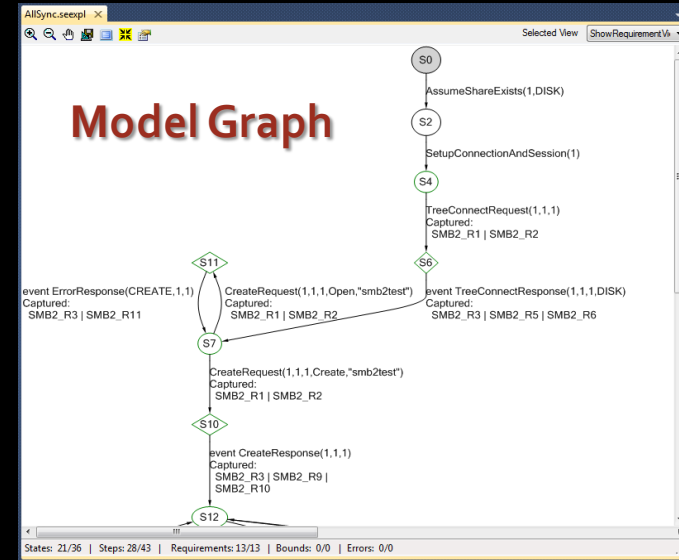 AllSync.seexpl
Selected View ShowRequirementVi
Model Graph
S0
AssumeShareExists(1,DISK)
S2
SetupConnectionAndSession(1)
S4
TreeConnectRequest(1,1,1)
Captured:
SMB2_R1 | SMB2_R2
S11
S6
event ErrorResponse(CREATE,1,1)
Captured:
SMB2_R3 | SMB2_R11
CreateRequest(1,1,1,Open,"smb2test")
Captured:
SMB2_R1 | SMB2_R2
event TreeConnectResponse(1,1,1,DISK)
Captured:
SMB2_R3 | SMB2_R5 | SMB2_R6
S7
CreateRequest(1,1,1,Create,"smb2test")
Captured:
SMB2_R1 | SMB2_R2
S10
event CreateResponse(1,1,1)
Captured:
SMB2_R3 | SMB2_R9 |
SMB2_R10
S12
States: 21/36 | Steps: 28/43 | Requirements: 13/13 | Bounds: 0/0 | Errors: 0/0